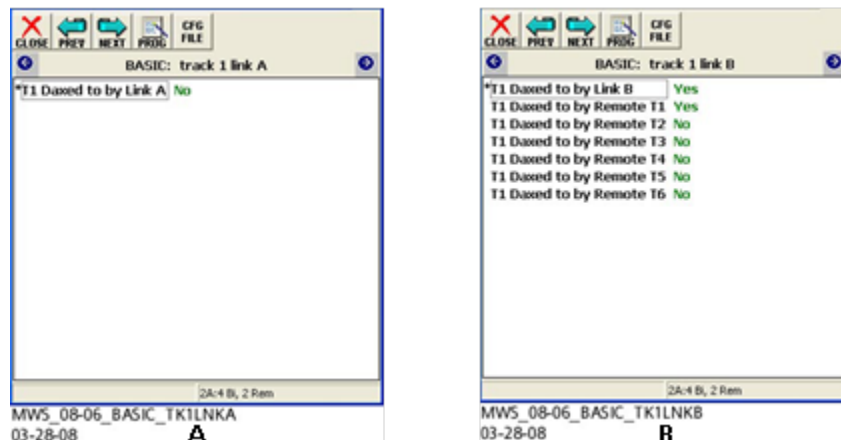 CLOSE PREV NEXT PROG CFG FILE
BASIC: track 1 link A
*T1 Daxed to by Link A No
2A:4 Bi, 2 Rem
MWS_08-06_BASIC_TK1LNKA
03-28-08
A
CLOSE PREV NEXT PROG CFG FILE
BASIC: track 1 link B
*T1 Daxed to by Link B Yes
T1 Daxed to by Remote T1 Yes
T1 Daxed to by Remote T2 No
T1 Daxed to by Remote T3 No
T1 Daxed to by Remote T4 No
T1 Daxed to by Remote T5 No
T1 Daxed to by Remote T6 No
2A:4 Bi, 2 Rem
MWS_08-06_BASIC_TK1LNKB
03-28-08
B